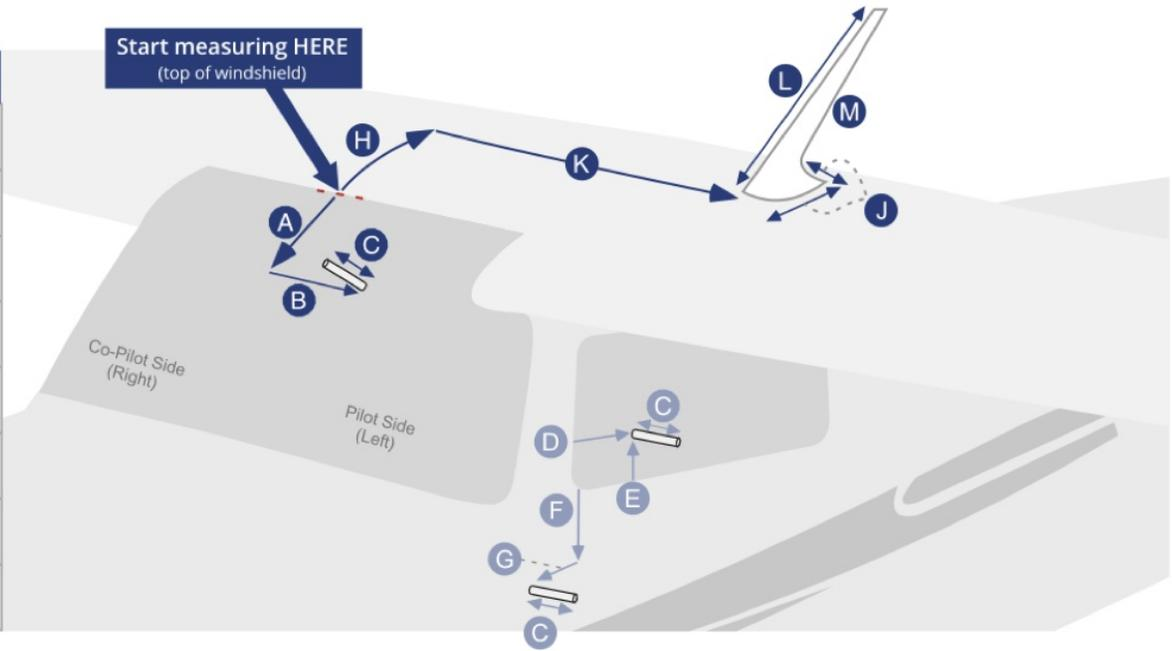 Start measuring HERE
(top of windshield)
L
M
H
K
J
A
C
B
Co-Pilot Side
(Right)
Pilot Side
(Left)
C
D
E
F
G
C